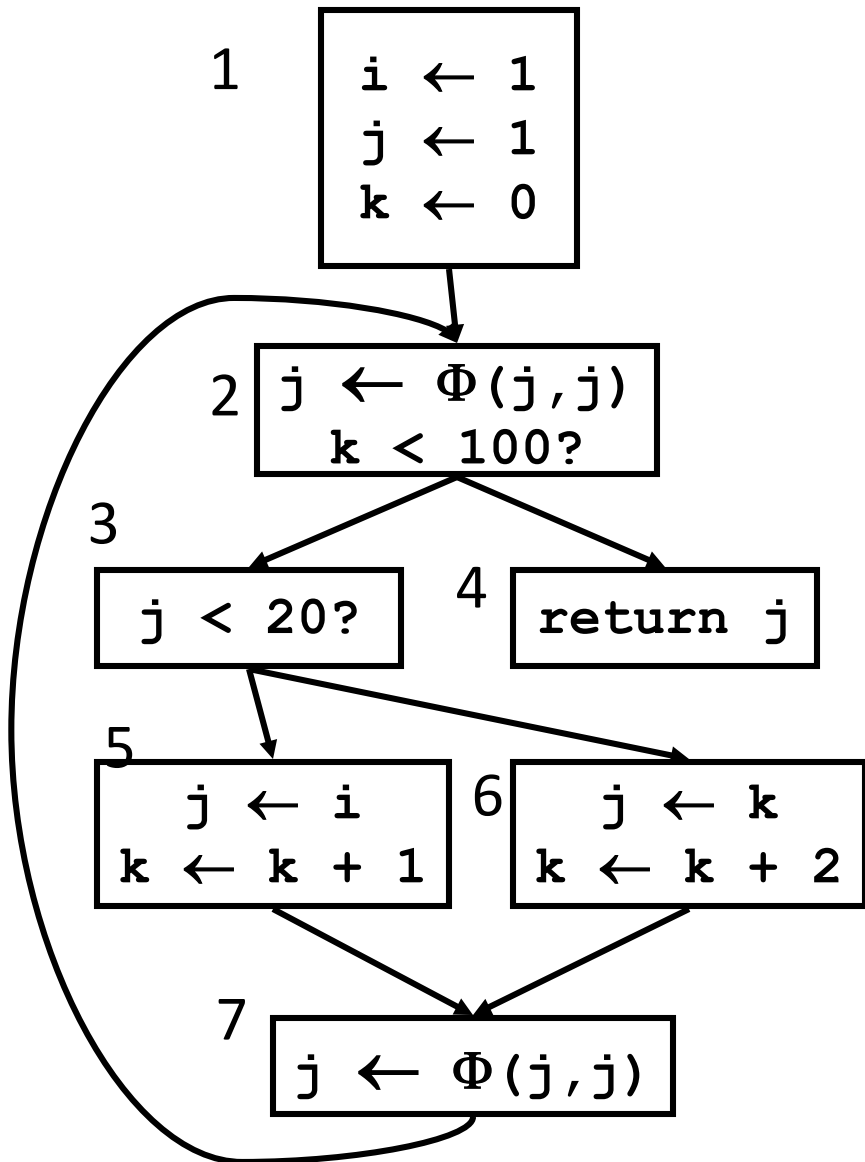 1
i ← 1
j ← 1
k ← 0
2
j ← Φ(j,j)
k < 100?
3
j < 20?
4
return j
5
j ← i
k ← k + 1
6
j ← k
k ← k + 2
7
j ← Φ(j,j)